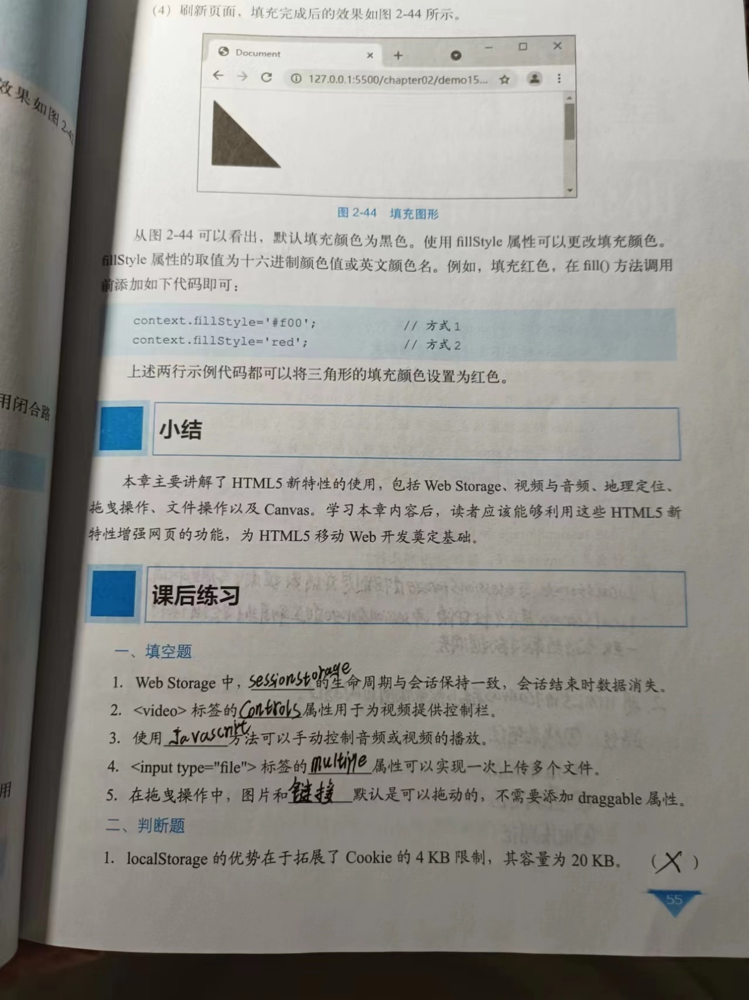 效果如图 2-42
用闭合路
用
(4) 刷新页面，填充完成后的效果如图 2-44 所示。
Document
127.0.0.1:5500/chapter02/demo15...
图 2-44 填充图形
从图 2-44 可以看出，默认填充颜色为黑色。使用 fillStyle 属性可以更改填充颜色。
fillStyle 属性的取值为十六进制颜色值或英文颜色名。例如，填充红色，在 fill() 方法调用
前添加如下代码即可：
context.fillStyle='#f00'; // 方式 1
context.fillStyle='red'; // 方式 2
上述两行示例代码都可以将三角形的填充颜色设置为红色。
小结
本章主要讲解了 HTML5 新特性的使用，包括 Web Storage、视频与音频、地理定位、
拖曳操作、文件操作以及 Canvas。学习本章内容后，读者应该能够利用这些 HTML5 新
特性增强网页的功能，为 HTML5 移动 Web 开发奠定基础。
课后练习
一、填空题
1. Web Storage 中，sessionstorage的生命周期与会话保持一致，会话结束时数据消失。
2. <video> 标签的Controls属性用于为视频提供控制栏。
3. 使用 Javascript方法可以手动控制音频或视频的播放。
4. <input type="file"> 标签的multiple属性可以实现一次上传多个文件。
5. 在拖曳操作中，图片和链接 默认是可以拖动的，不需要添加 draggable 属性。
二、判断题
1. localStorage 的优势在于拓展了 Cookie 的 4 KB 限制，其容量为 20 KB。 (X)
55